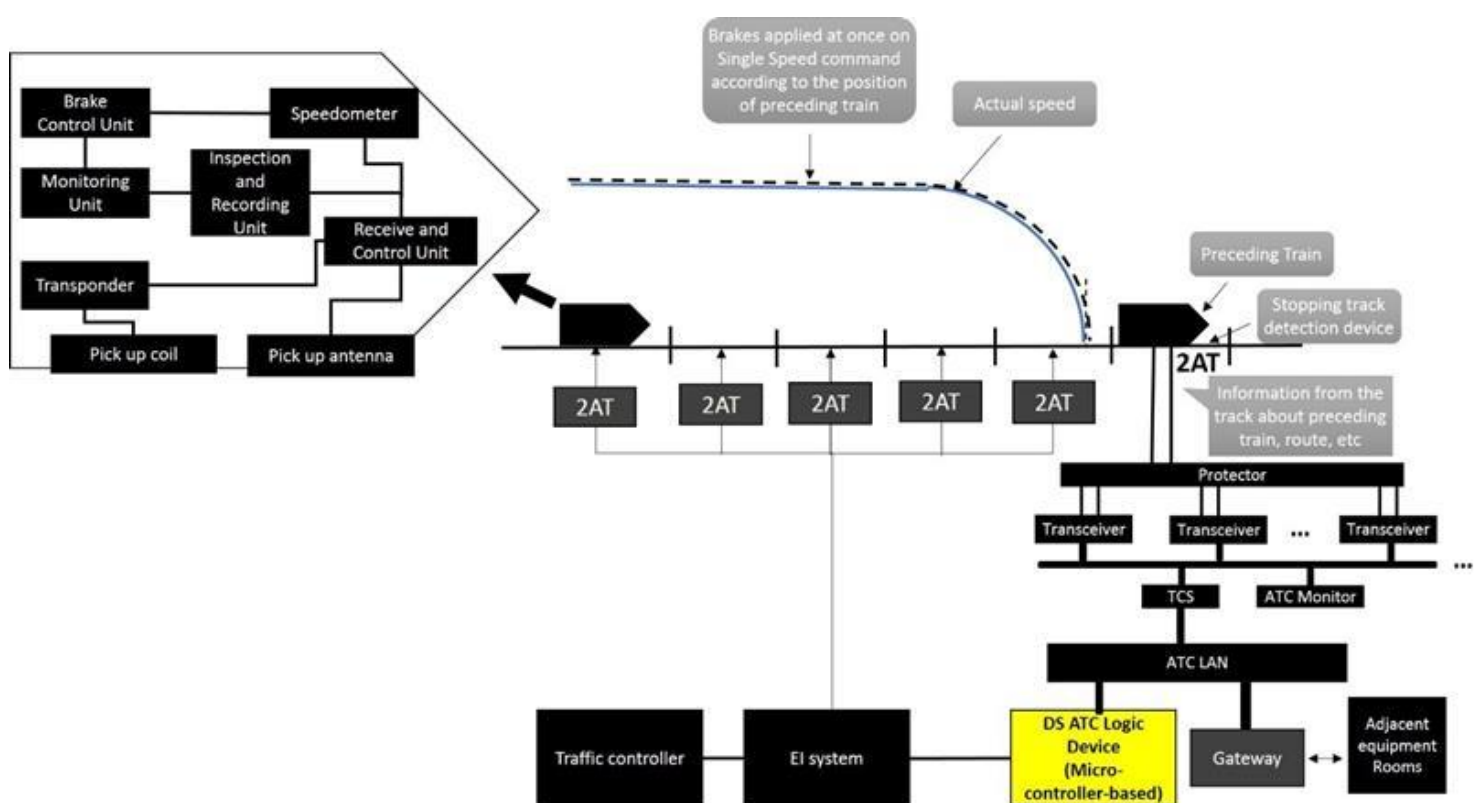 Brakes applied at once on
Single Speed command
according to the position
of preceding train
Actual speed
Brake
Control Unit
Speedometer
Inspection
and
Recording
Unit
Monitoring
Unit
Receive and
Control Unit
Transponder
Pick up coil
Pick up antenna
Preceding Train
Stopping track
detection device
2AT
2AT
2AT
2AT
2AT
2AT
Information from the
track about preceding
train, route, etc
Protector
Transceiver
Transceiver
...
Transceiver
...
TCS
ATC Monitor
ATC LAN
Traffic controller
EI system
DS ATC Logic
Device
(Micro-
controller-based)
Gateway
Adjacent
equipment
Rooms